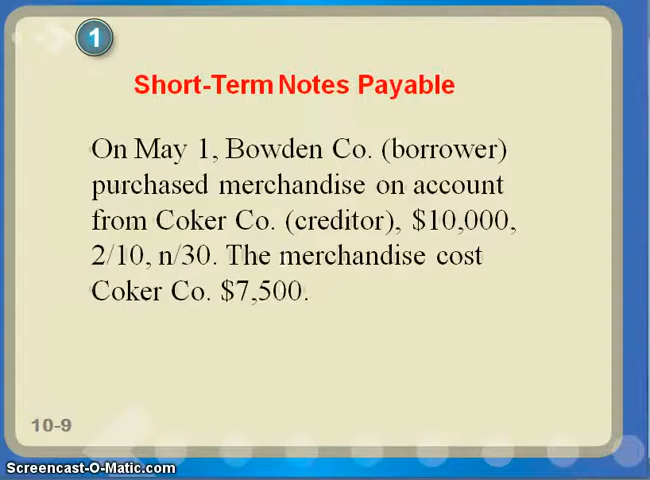 1
Short-Term Notes Payable
On May 1, Bowden Co. (borrower)
purchased merchandise on account
from Coker Co. (creditor), $10,000,
2/10, n/30. The merchandise cost
Coker Co. $7,500.
10-9
Screencast-O-Matic.com